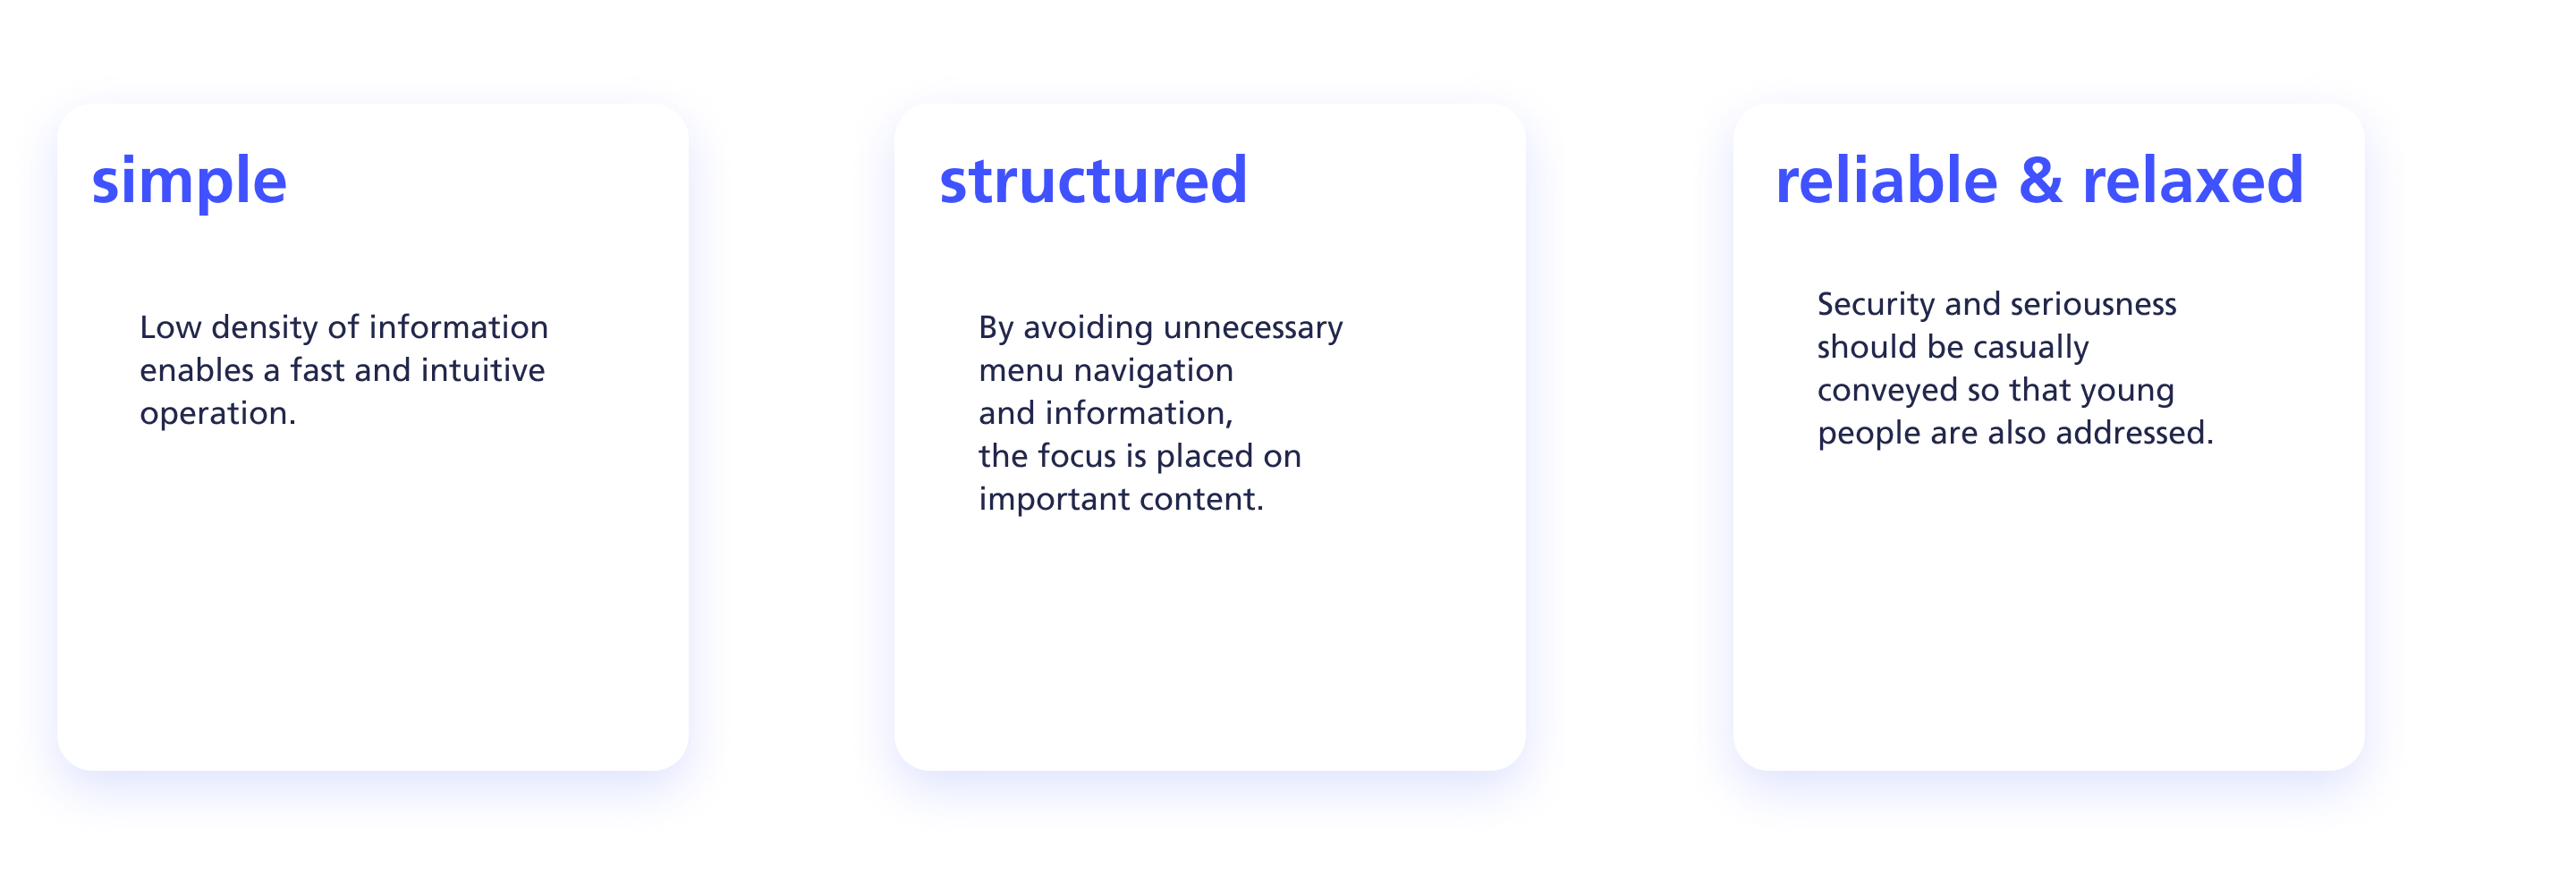 simple
Low density of information
enables a fast and intuitive
operation.
structured
By avoiding unnecessary
menu navigation
and information,
the focus is placed on
important content.
reliable & relaxed
Security and seriousness
should be casually
conveyed so that young
people are also addressed.